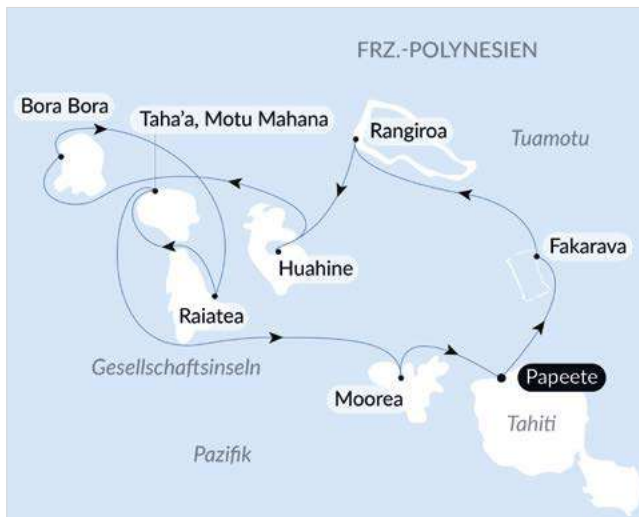 FRZ.-POLYNESIEN
Bora Bora
Taha'a, Motu Mahana
Rangiroa
Tuamotu
Fakarava
Huahine
Raiatea
Gesellschaftsinseln
Moorea
Papeete
Tahiti
Pazifik